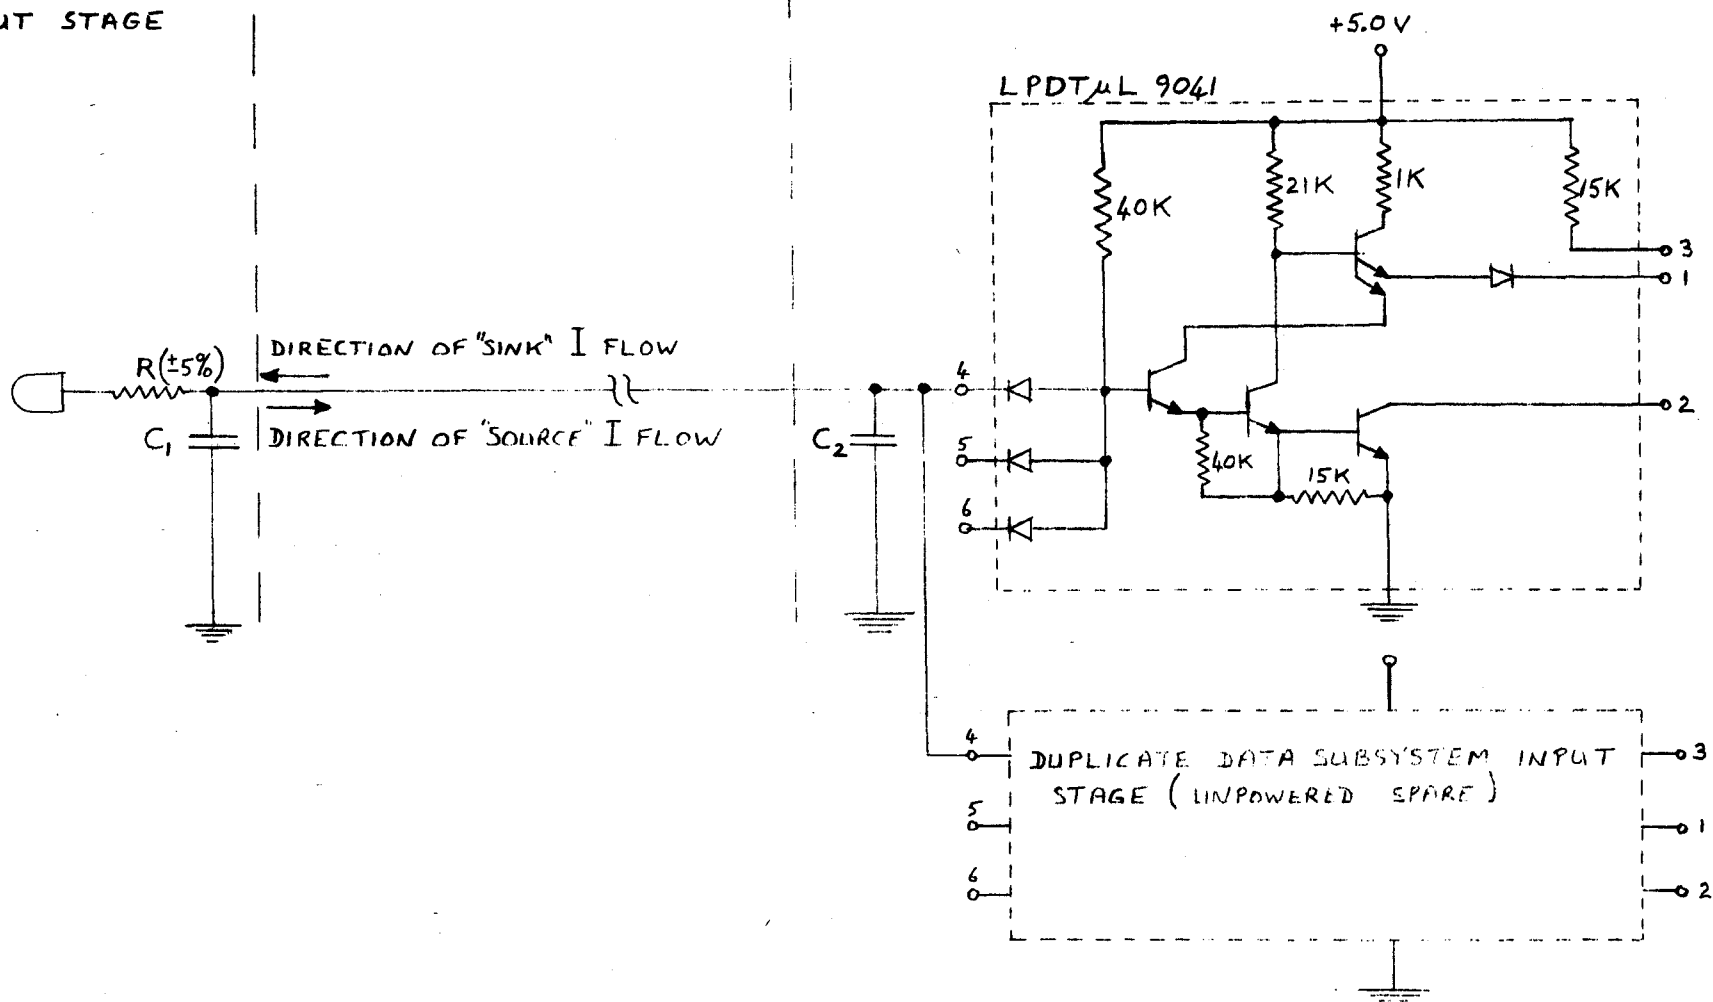 UT STAGE
+5.0 V
LPDTμL 9041
40K
21K
1K
15K
3
1
R(±5%)
DIRECTION OF "SINK" I FLOW
4
C1
DIRECTION OF "SOURCE" I FLOW
C2
2
5
40K
15K
6
4
DUPLICATE DATA SUBSYSTEM INPUT
STAGE (UNPOWERED SPARE)
3
5
1
6
2